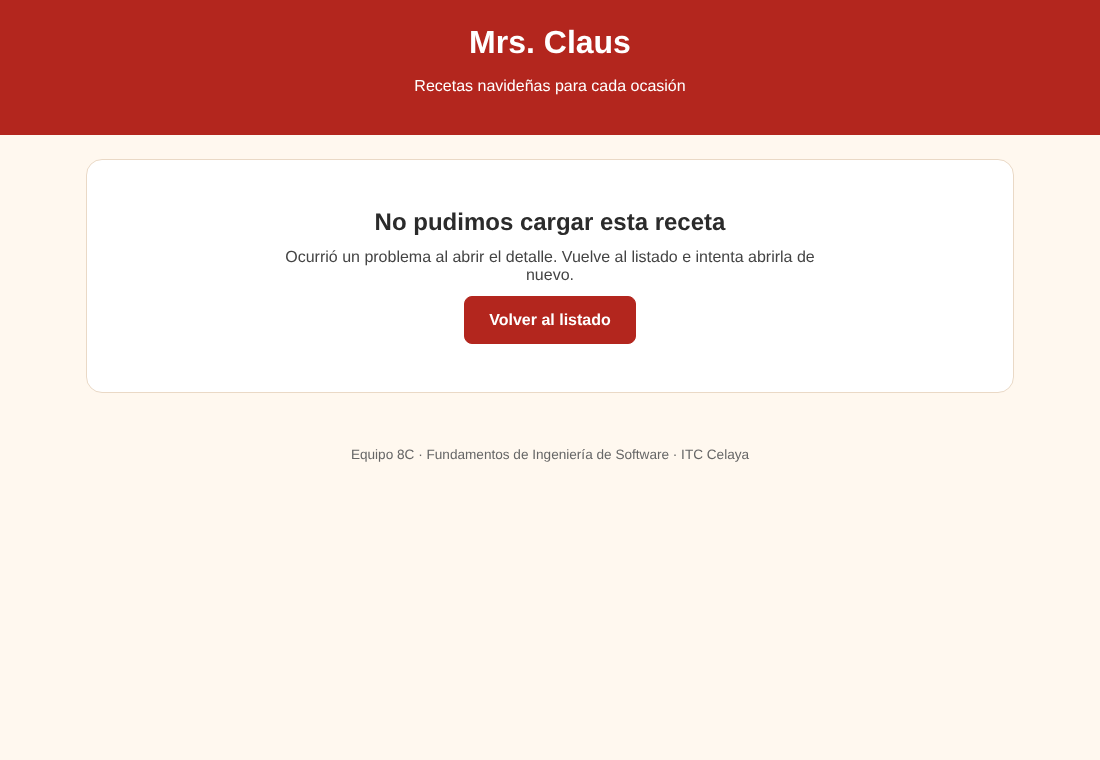 Mrs. Claus
Recetas navideñas para cada ocasión
No pudimos cargar esta receta
Ocurrió un problema al abrir el detalle. Vuelve al listado e intenta abrirla de
nuevo.
Volver al listado
Equipo 8C · Fundamentos de Ingeniería de Software · ITC Celaya